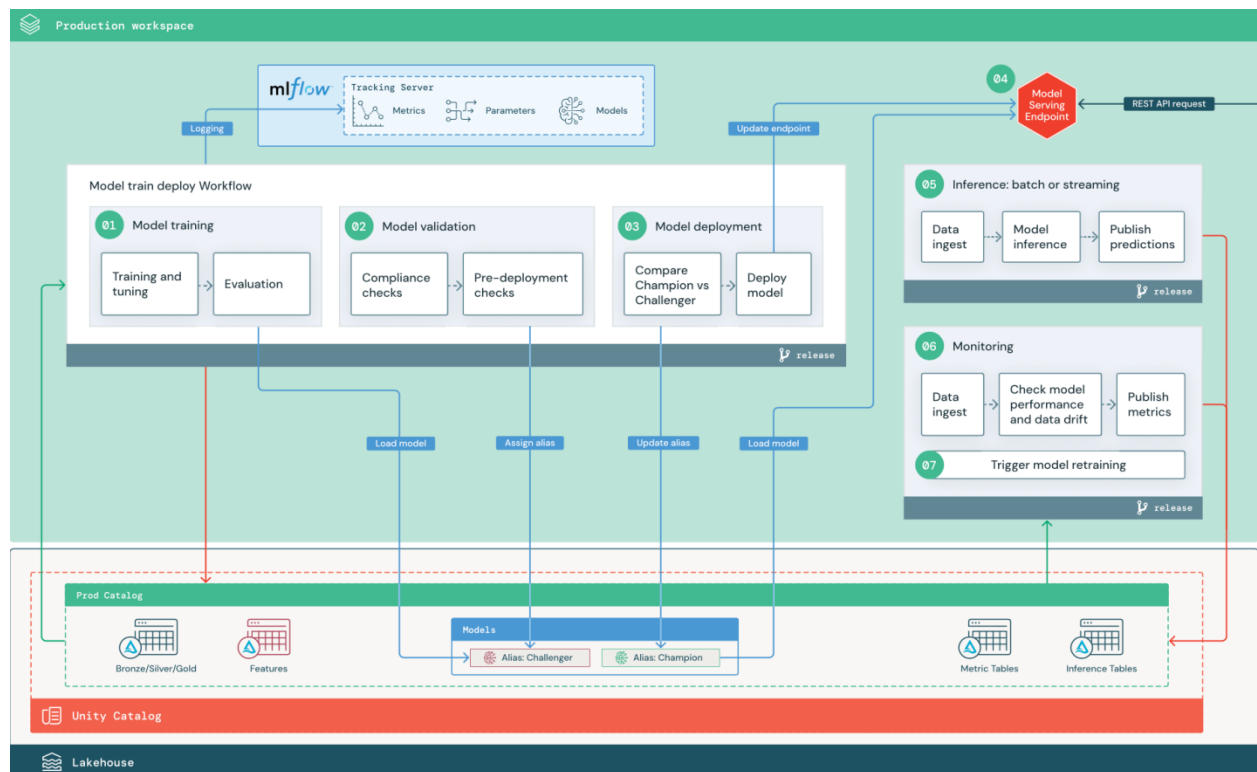 Production workspace
mlflow
Tracking Server
Metrics
Parameters
Models
Logging
Update endpoint
04
Model
Serving
Endpoint
REST API request
Model train deploy Workflow
01 Model training
Training and
tuning
Evaluation
02 Model validation
Compliance
checks
Pre-deployment
checks
03 Model deployment
Compare
Champion vs
Challenger
Deploy
model
release
05 Inference: batch or streaming
Data
ingest
Model
inference
Publish
predictions
release
06 Monitoring
Data
ingest
Check model
performance
and data drift
Publish
metrics
07 Trigger model retraining
release
Load model
Assign alias
Update alias
Load model
Prod Catalog
Bronze/Silver/Gold
Features
Models
Alias: Challenger
Alias: Champion
Metric Tables
Inference Tables
Unity Catalog
Lakehouse